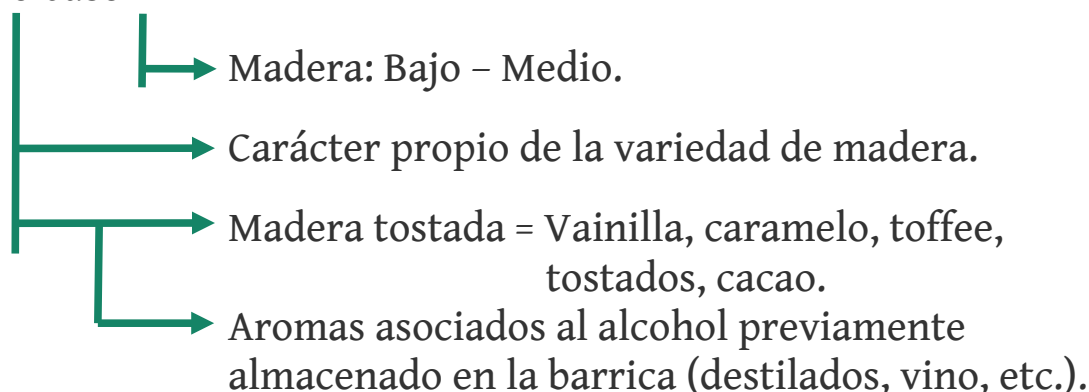 Madera: Bajo – Medio.
Carácter propio de la variedad de madera.
Madera tostada = Vainilla, caramelo, toffee,
tostados, cacao.
Aromas asociados al alcohol previamente
almacenado en la barrica (destilados, vino, etc.).